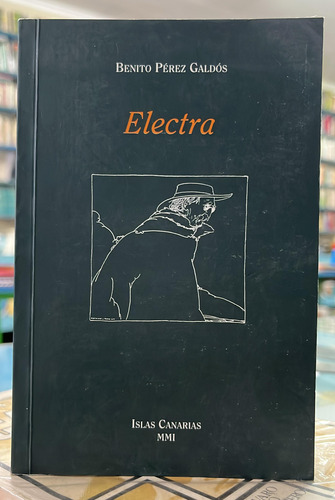 BENITO PÉREZ GALDÓS
Electra
ISLAS CANARIAS
MMI